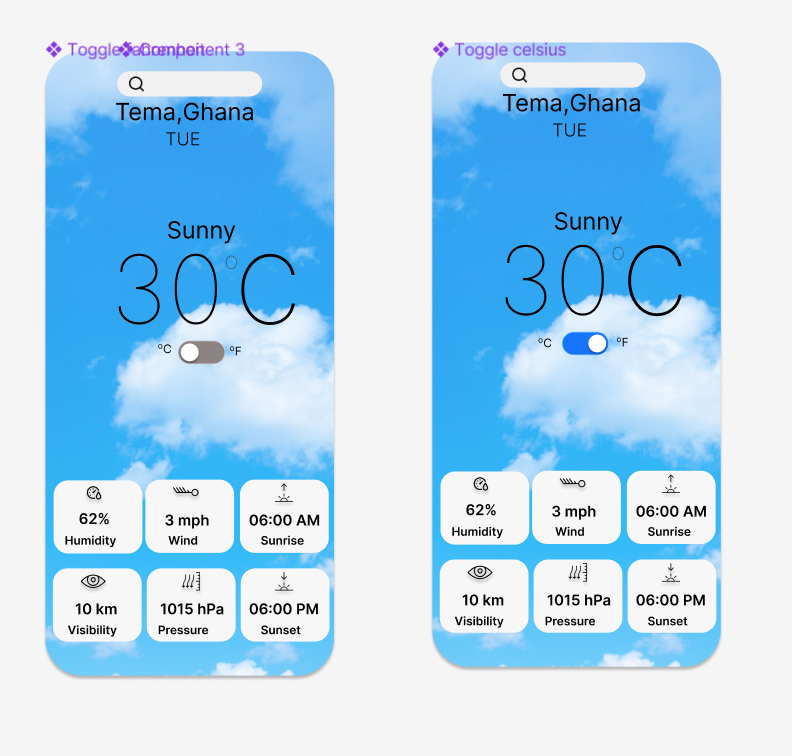 Toggle fahrenheit
Component 3
Tema,Ghana
TUE
Sunny
30°C
°C
°F
62%
Humidity
3 mph
Wind
06:00 AM
Sunrise
10 km
Visibility
1015 hPa
Pressure
06:00 PM
Sunset
Toggle celsius
Tema,Ghana
TUE
Sunny
30°C
°C
°F
62%
Humidity
3 mph
Wind
06:00 AM
Sunrise
10 km
Visibility
1015 hPa
Pressure
06:00 PM
Sunset